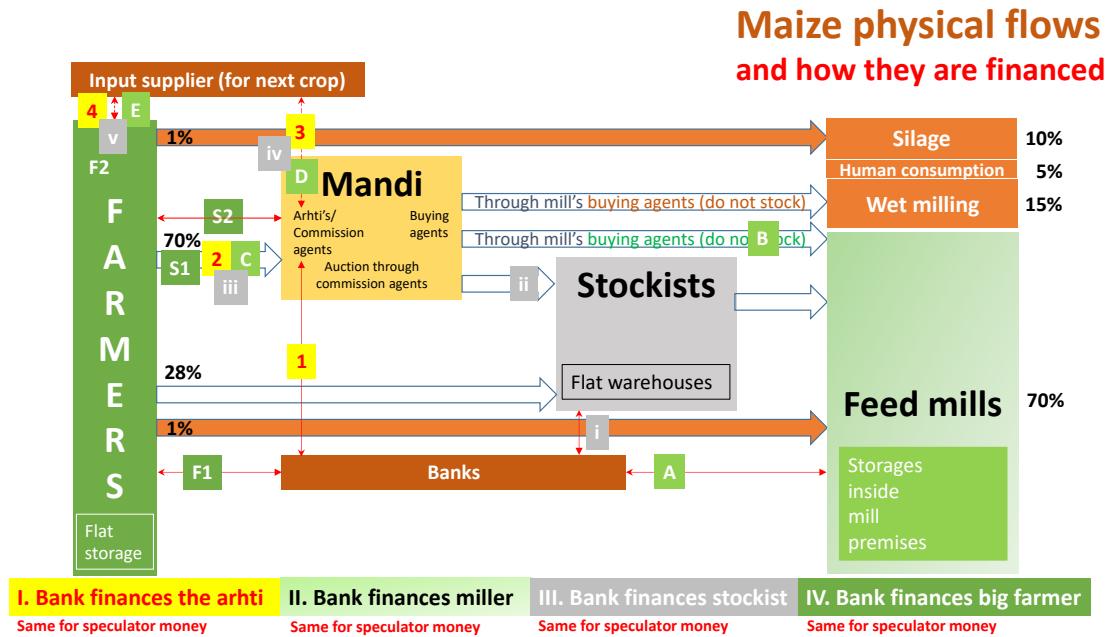 Maize physical flows
and how they are financed
Input supplier (for next crop)
4
E
v
F2
F
A
R
M
E
R
S
Flat
storage
1%
3
iv
D
Silage
10%
Human consumption
5%
Wet milling
15%
Mandi
Arhti's/
Commission
agents
Buying
agents
Auction through
commission agents
S2
70%
S1
2
C
iii
Through mill's buying agents (do not stock)
Through mill's buying agents (do not stock)
B
ii
Stockists
Flat warehouses
1
28%
1%
i
Feed mills
70%
Storages
inside
mill
premises
F1
Banks
A
I. Bank finances the arhti
Same for speculator money
II. Bank finances miller
Same for speculator money
III. Bank finances stockist
Same for speculator money
IV. Bank finances big farmer
Same for speculator money